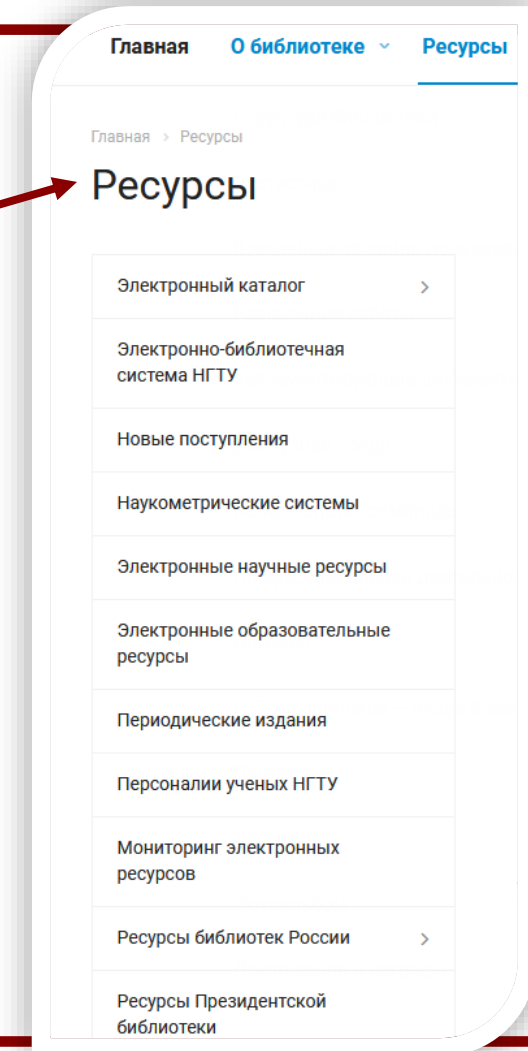 Главная О библиотеке Ресурсы
Главная > Ресурсы
Ресурсы
Электронный каталог
Электронно-библиотечная
система НГТУ
Новые поступления
Наукометрические системы
Электронные научные ресурсы
Электронные образовательные
ресурсы
Периодические издания
Персоналии ученых НГТУ
Мониторинг электронных
ресурсов
Ресурсы библиотек России
Ресурсы Президентской
библиотеки